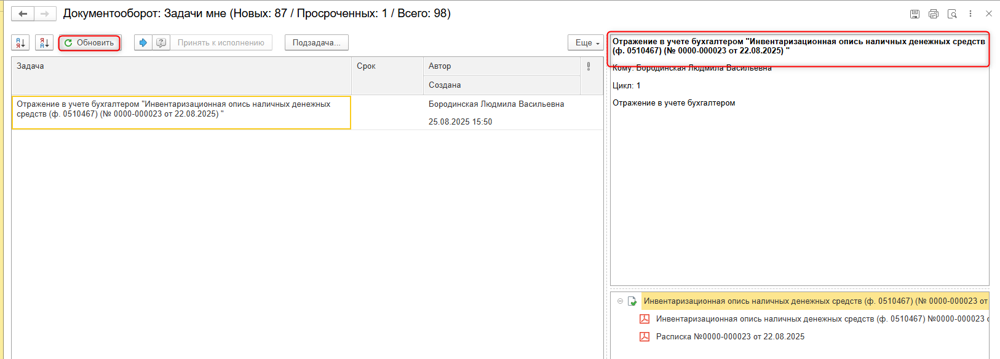 Документооборот: Задачи мне (Новых: 87 / Просроченных: 1 / Всего: 98)
Обновить
Принять к исполнению
Подзадача...
Еще
Задача
Срок
Автор
Создана
Отражение в учете бухгалтером "Инвентаризационная опись наличных денежных
средств (ф. 0510467) (№ 0000-000023 от 22.08.2025) "
Бородинская Людмила Васильевна
25.08.2025 15:50
Отражение в учете бухгалтером "Инвентаризационная опись наличных денежных средств
(ф. 0510467) (№ 0000-000023 от 22.08.2025) "
Кому: Бородинская Людмила Васильевна
Цикл: 1
Отражение в учете бухгалтером
Инвентаризационная опись наличных денежных средств (ф. 0510467) (№ 0000-000023 от
Инвентаризационная опись наличных денежных средств (ф. 0510467) №0000-000023
Расписка №0000-000023 от 22.08.2025